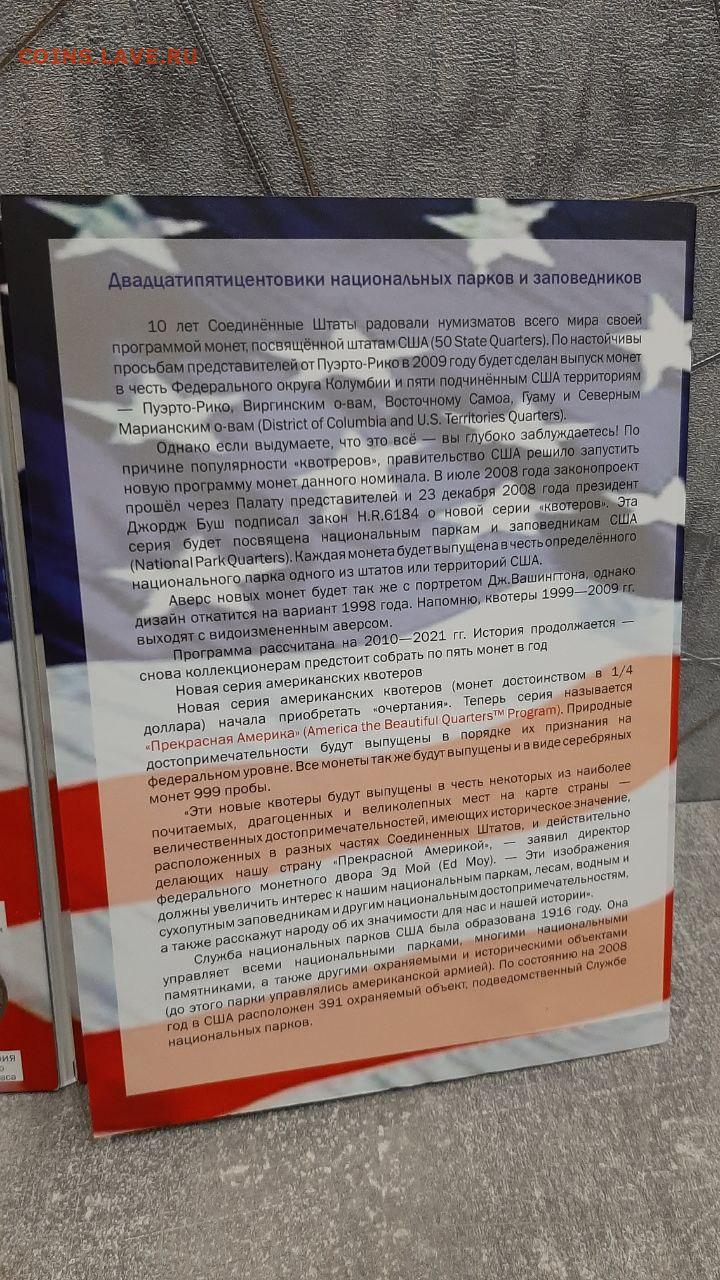 COINS.LAVE.RU
Двадцатипятицентовики национальных парков и заповедников
10 лет Соединённые Штаты радовали нумизматов всего мира своей
программой монет, посвящённой штатам США (50 State Quarters). По настойчивы
просьбам представителей от Пуэрто-Рико в 2009 году будет сделан выпуск монет
в честь Федерального округа Колумбии и пяти подчинённым США территориям
— Пуэрто-Рико, Виргинским о-вам, Восточному Самоа, Гуаму и Северным
Марианским о-вам (District of Columbia and U.S. Territories Quarters).
Однако если выдумаете, что это всё — вы глубоко заблуждаетесь! По
причине популярности «квотреров», правительство США решило запустить
новую программу монет данного номинала. В июле 2008 года законопроект
прошёл через Палату представителей и 23 декабря 2008 года президент
Джордж Буш подписал закон H.R.6184 о новой серии «квотеров». Эта
серия будет посвящена национальным паркам и заповедникам США
(National Park Quarters). Каждая монета будет выпущена в честь определённого
национального парка одного из штатов или территорий США.
Аверс новых монет будет так же с портретом Дж.Вашингтона, однако
дизайн откатится на вариант 1998 года. Напомню, квотеры 1999—2009 гг.
выходят с видоизмененным аверсом.
Программа рассчитана на 2010—2021 гг. История продолжается —
снова коллекционерам предстоит собрать по пять монет в год
Новая серия американских квотеров
Новая серия американских квотеров (монет достоинством в 1/4
доллара) начала приобретать «очертания». Теперь серия называется
«Прекрасная Америка» (America the Beautiful Quarters™ Program). Природные
достопримечательности будут выпущены в порядке их признания на
федеральном уровне. Все монеты так же будут выпущены и в виде серебряных
монет 999 пробы.
«Эти новые квотеры будут выпущены в честь некоторых из наиболее
почитаемых, драгоценных и великолепных мест на карте страны —
величественных достопримечательностей, имеющих историческое значение,
расположенных в разных частях Соединенных Штатов, и действительно
делающих нашу страну «Прекрасной Америкой», — заявил директор
федерального монетного двора Эд Мой (Ed Moy). — Эти изображения
должны увеличить интерес к нашим национальным паркам, лесам, водным и
сухопутным заповедникам и другим национальным достопримечательностям,
а также расскажут народу об их значимости для нас и нашей истории».
Служба национальных парков США была образована 1916 году. Она
управляет всеми национальными парками, многими национальными
памятниками, а также другими охраняемыми и историческими объектами
(до этого парки управлялись американской армией). По состоянию на 2008
год в США расположен 391 охраняемый объект, подведомственный Службе
национальных парков.